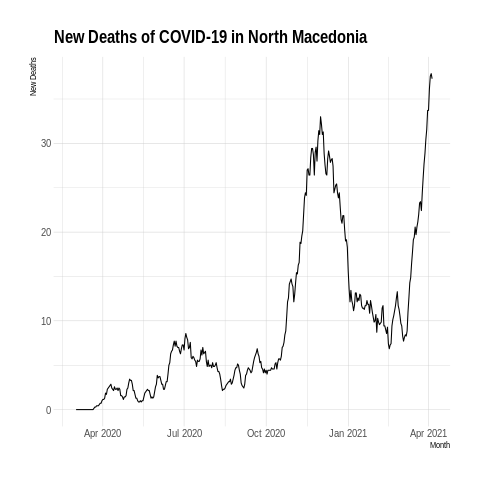 New Deaths of COVID-19 in North Macedonia
New Deaths
30
20
10
0
Apr 2020 Jul 2020 Oct 2020 Jan 2021 Apr 2021
Month